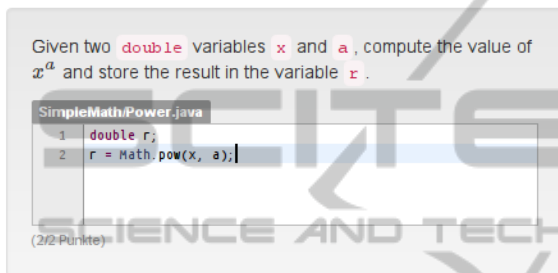 Given two double variables x and a, compute the value of
x^a and store the result in the variable r.
SimpleMath/Power.java
1 double r;
2 r = Math.pow(x, a);
(2/2 Punkte)
SCITE
SCIENCE AND TECH